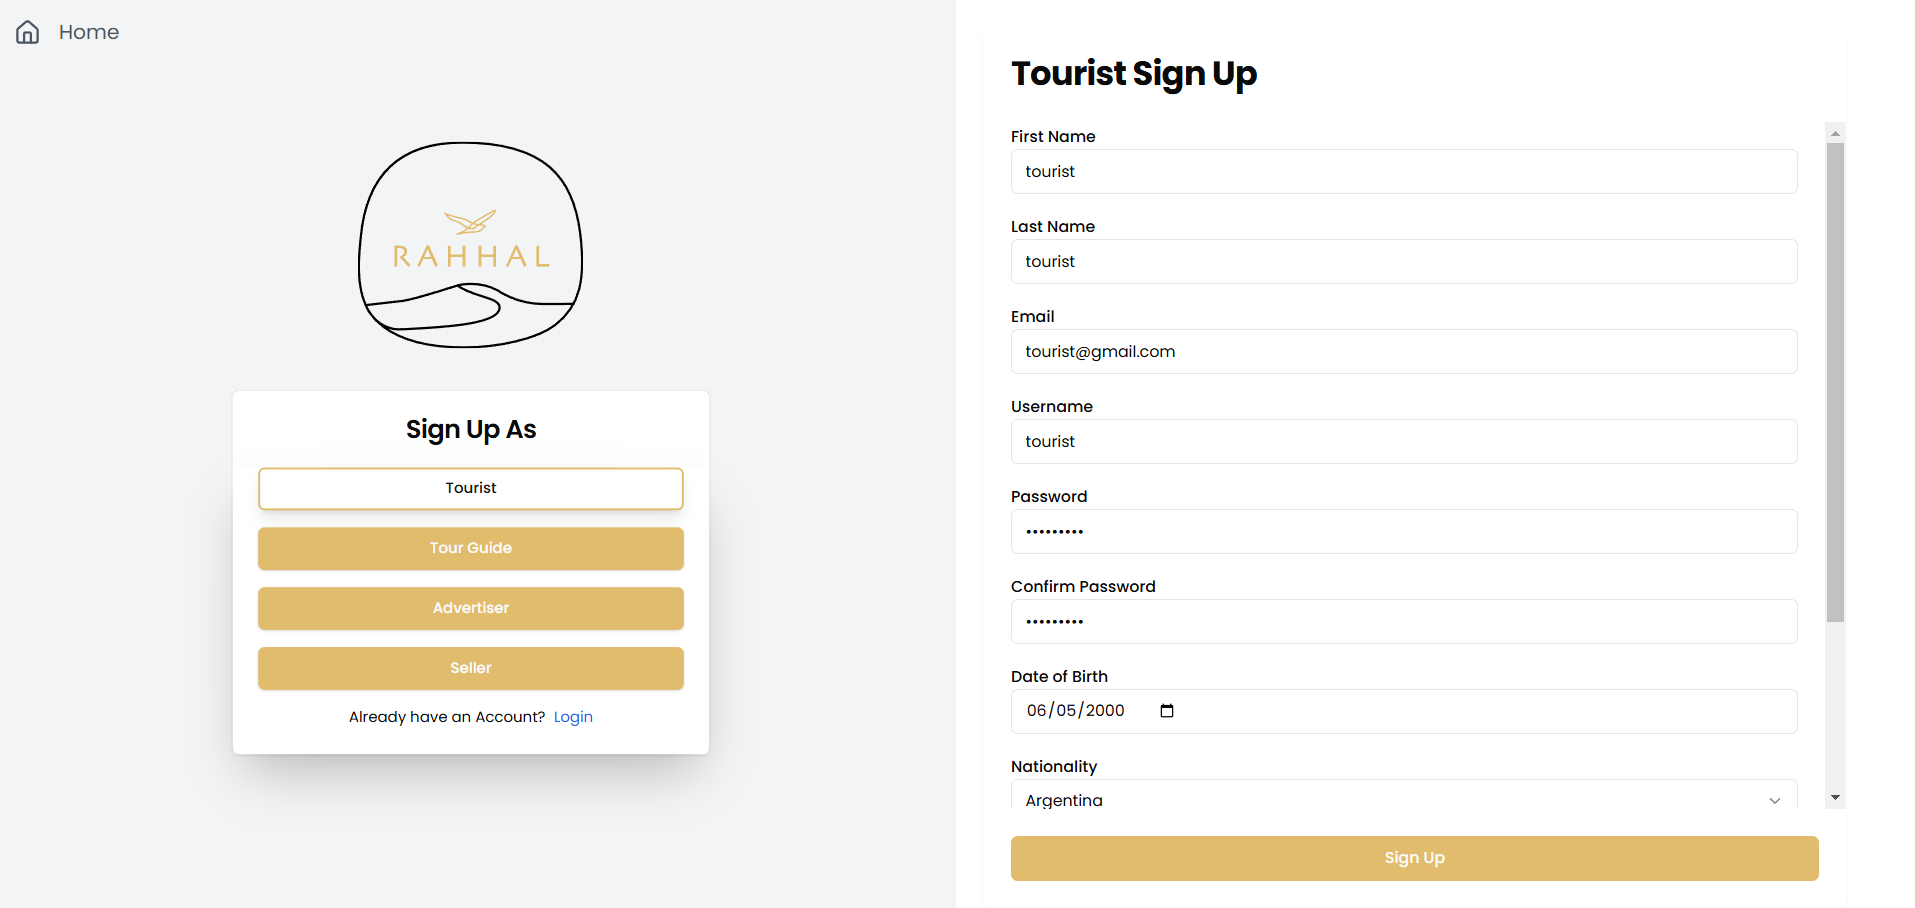 Home
RAHHAL
Sign Up As
Tourist
Tour Guide
Advertiser
Seller
Already have an Account? Login
Tourist Sign Up
First Name
tourist
Last Name
tourist
Email
tourist@gmail.com
Username
tourist
Password
•••••••••
Confirm Password
•••••••••
Date of Birth
06/05/2000
Nationality
Argentina
Sign Up